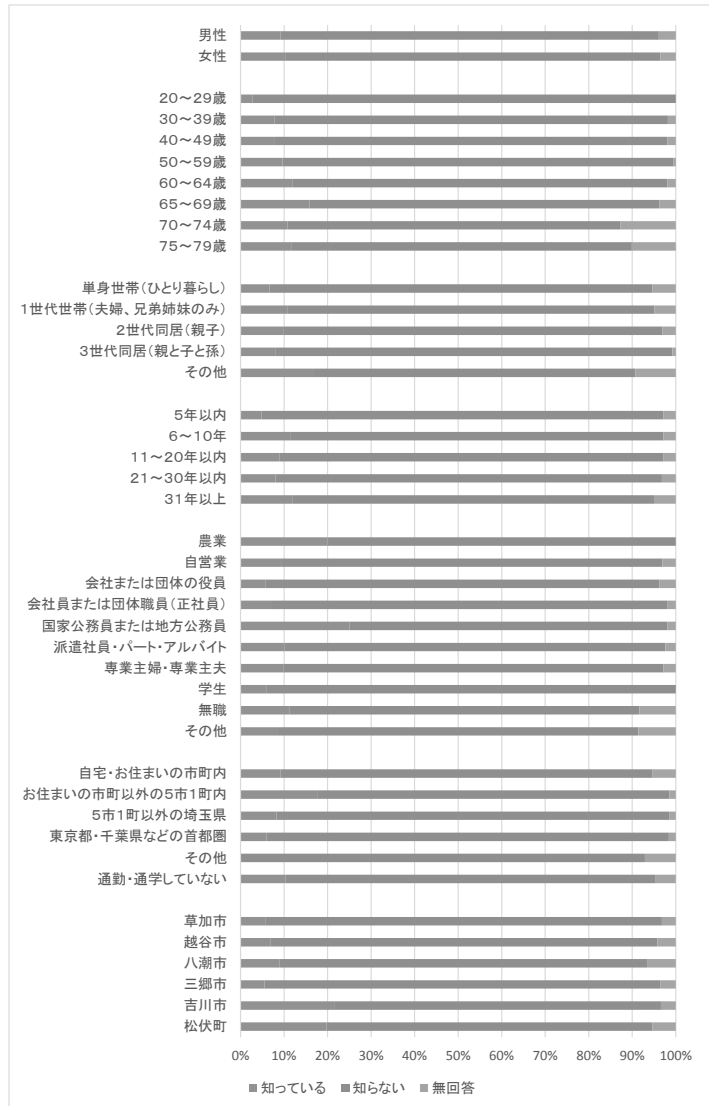 男性
女性
20～29歳
30～39歳
40～49歳
50～59歳
60～64歳
65～69歳
70～74歳
75～79歳
単身世帯(ひとり暮らし)
1世代世帯(夫婦、兄弟姉妹のみ)
2世代同居(親子)
3世代同居(親と子と孫)
その他
5年以内
6～10年
11～20年以内
21～30年以内
31年以上
農業
自営業
会社または団体の役員
会社員または団体職員(正社員)
国家公務員または地方公務員
派遣社員・パート・アルバイト
専業主婦・専業主夫
学生
無職
その他
自宅・お住まいの市町内
お住まいの市町以外の5市1町内
5市1町以外の埼玉県
東京都・千葉県などの首都圏
その他
通勤・通学していない
草加市
越谷市
八潮市
三郷市
吉川市
松伏町
0% 10% 20% 30% 40% 50% 60% 70% 80% 90% 100%
知っている 知らない 無回答